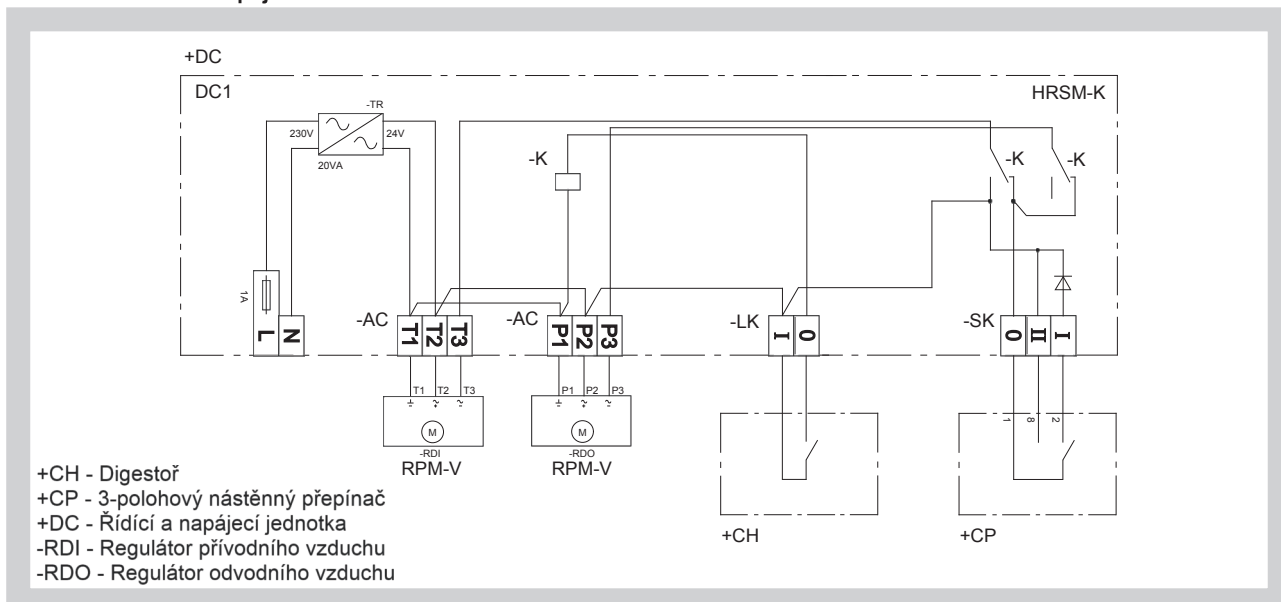 +DC
DC1
HRSM-K
-TR
230V
24V
20VA
-K
-K
-K
1A
L
N
-AC
T1
T2
T3
-AC
P1
P2
P3
-LK
I
0
-SK
0
II
I
T1
T2
T3
P1
P2
P3
1
8
2
M
M
-RDI
-RDO
RPM-V
RPM-V
+CH
+CP
+CH - Digestoř
+CP - 3-polohový nástěnný přepínač
+DC - Řídící a napájecí jednotka
-RDI - Regulátor přívodního vzduchu
-RDO - Regulátor odvodního vzduchu